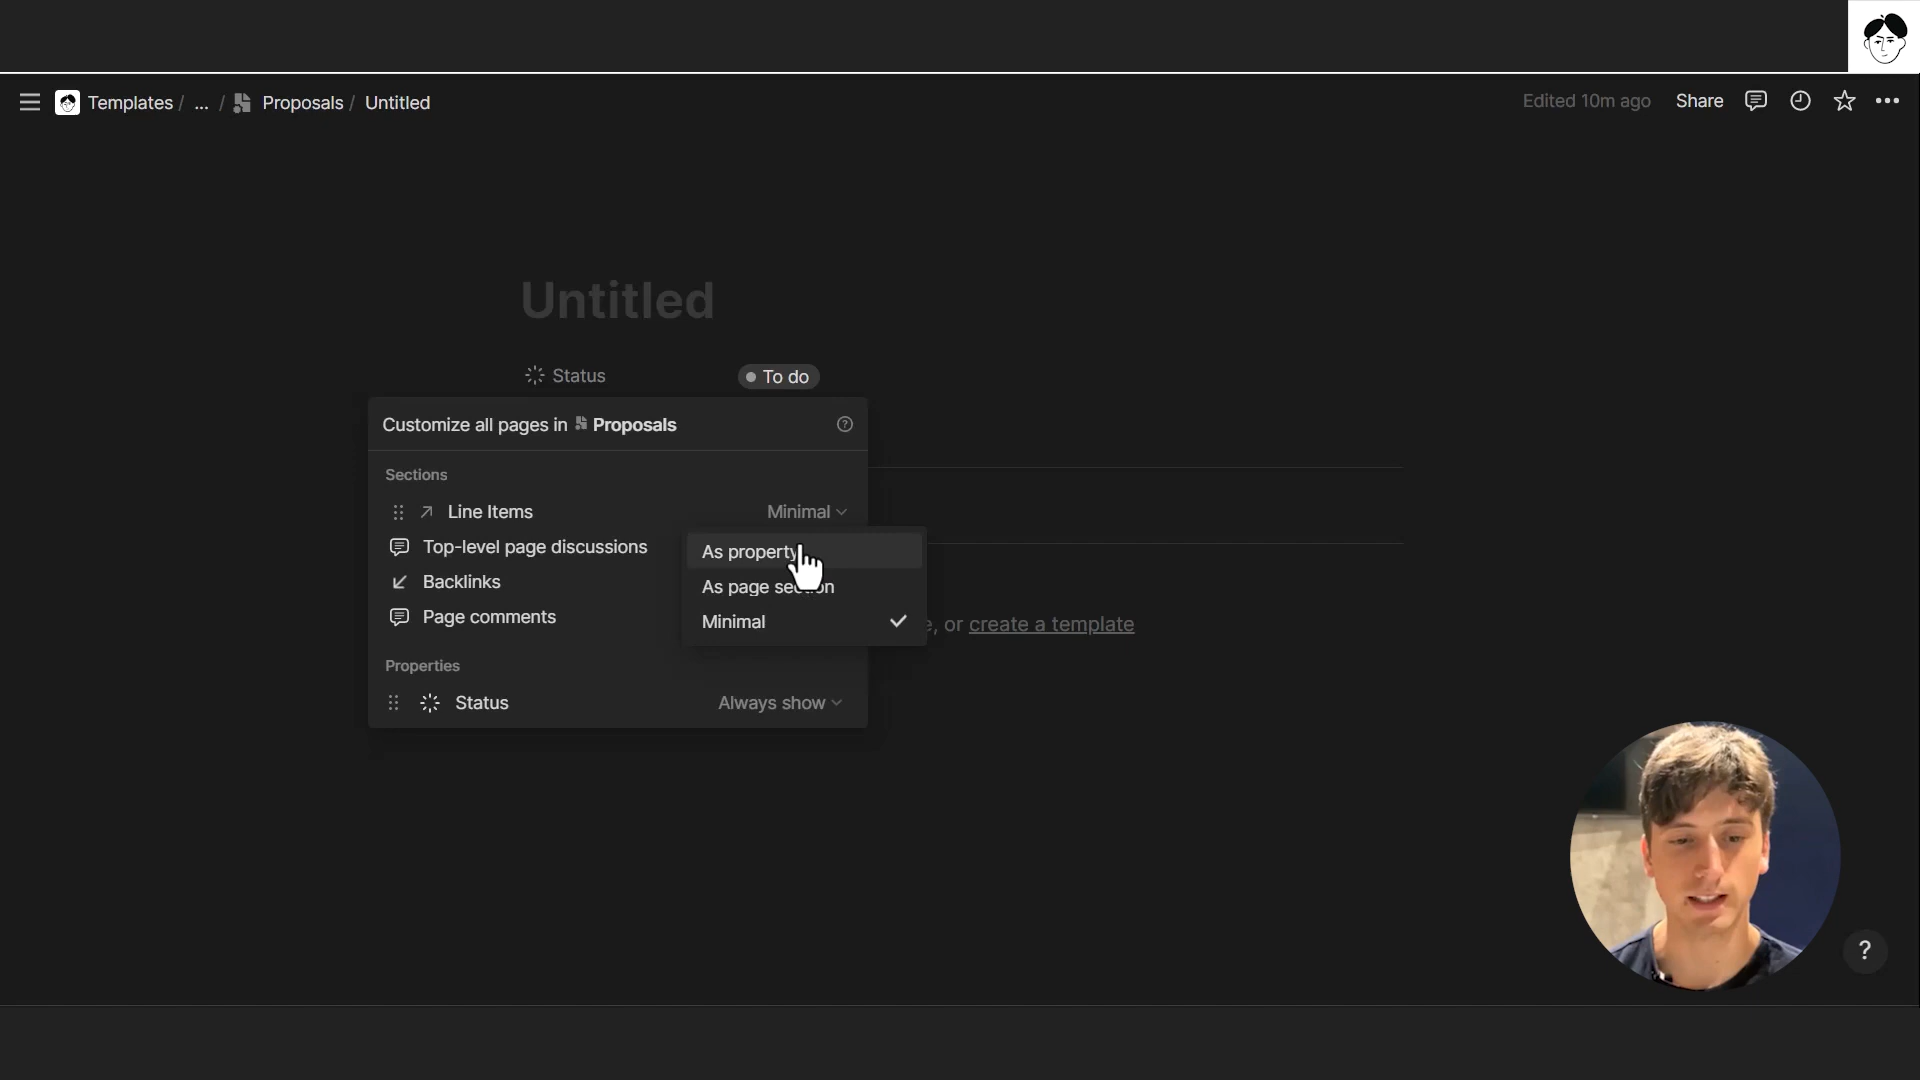 Templates / ... / Proposals / Untitled
Edited 10m ago Share
Untitled
Status To do
Customize all pages in Proposals ?
Sections
Line Items Minimal
Top-level page discussions
As property
Backlinks
As page section
Page comments
Minimal
, or create a template
Properties
Status Always show
?